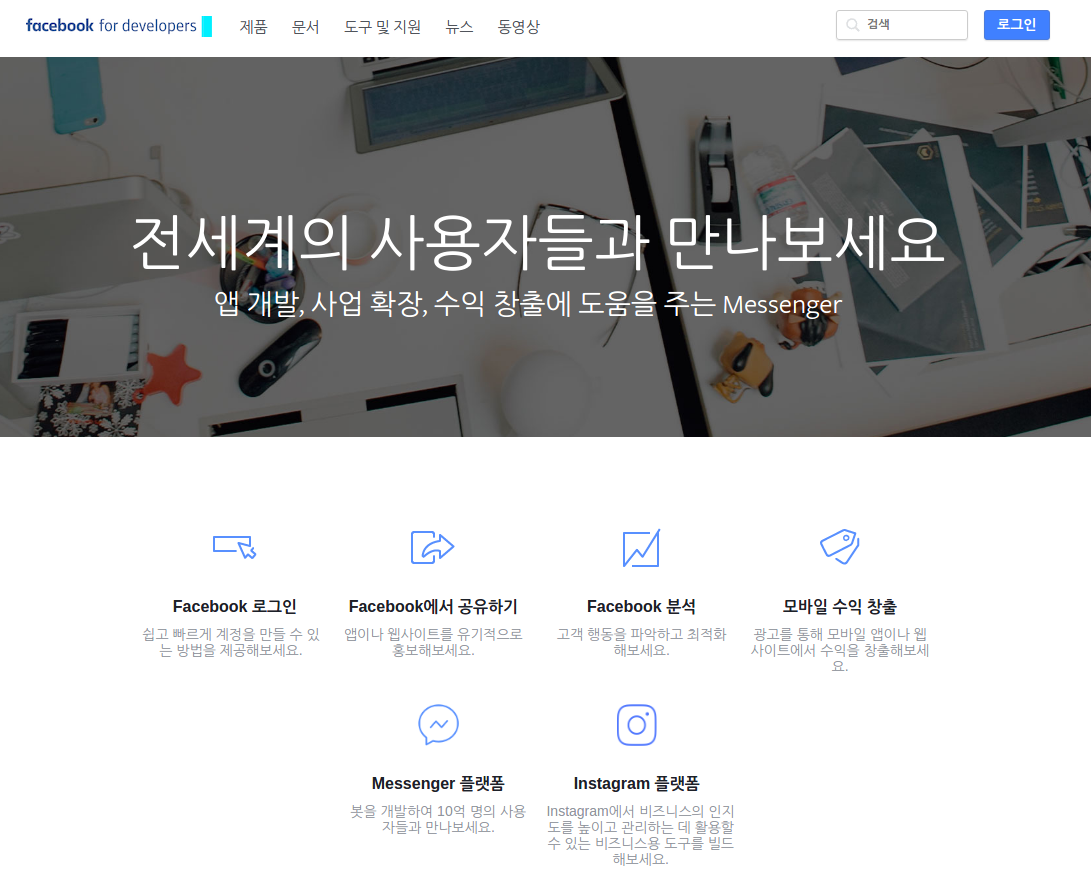 facebook for developers 제품 문서 도구 및 지원 뉴스 동영상 검색 로그인
전세계의 사용자들과 만나보세요
앱 개발, 사업 확장, 수익 창출에 도움을 주는 Messenger
Facebook 로그인
쉽고 빠르게 계정을 만들 수 있
는 방법을 제공해보세요.
Facebook에서 공유하기
앱이나 웹사이트를 유기적으로
홍보해보세요.
Facebook 분석
고객 행동을 파악하고 최적화
해보세요.
모바일 수익 창출
광고를 통해 모바일 앱이나 웹
사이트에서 수익을 창출해보세
요.
Messenger 플랫폼
봇을 개발하여 10억 명의 사용
자들과 만나보세요.
Instagram 플랫폼
Instagram에서 비즈니스의 인지
도를 높이고 관리하는 데 활용할
수 있는 비즈니스용 도구를 빌드
해보세요.